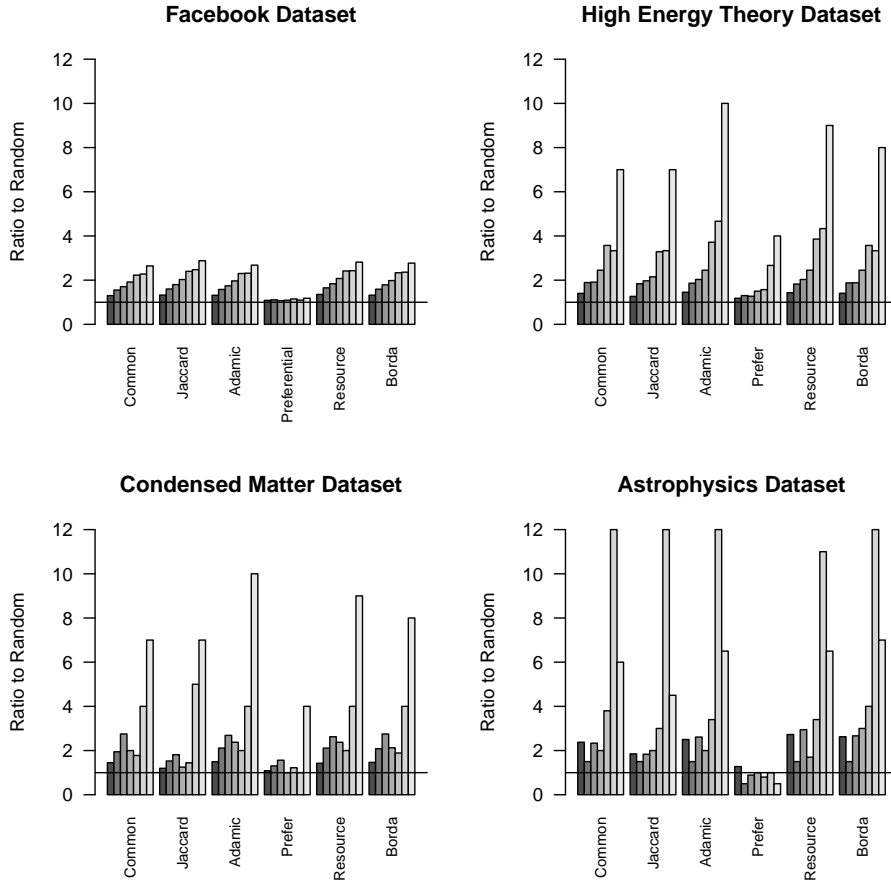 Facebook Dataset
Ratio to Random
12
10
8
6
4
2
0
Common
Jaccard
Adamic
Preferential
Resource
Borda
High Energy Theory Dataset
Ratio to Random
12
10
8
6
4
2
0
Common
Jaccard
Adamic
Prefer
Resource
Borda
Condensed Matter Dataset
Ratio to Random
12
10
8
6
4
2
0
Common
Jaccard
Adamic
Prefer
Resource
Borda
Astrophysics Dataset
Ratio to Random
12
10
8
6
4
2
0
Common
Jaccard
Adamic
Prefer
Resource
Borda